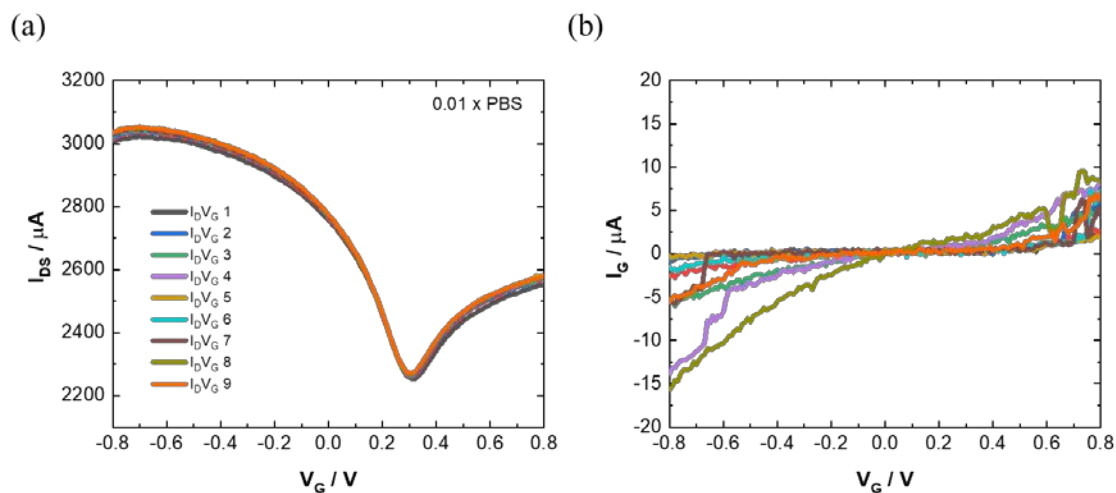 (a)
3200
3000
2800
2600
2400
2200
I_DS / µA
0.01 x PBS
I_DV_G 1
I_DV_G 2
I_DV_G 3
I_DV_G 4
I_DV_G 5
I_DV_G 6
I_DV_G 7
I_DV_G 8
I_DV_G 9
-0.8 -0.6 -0.4 -0.2 0.0 0.2 0.4 0.6 0.8
V_G / V
(b)
20
15
10
5
0
-5
-10
-15
-20
I_G / µA
-0.8 -0.6 -0.4 -0.2 0.0 0.2 0.4 0.6 0.8
V_G / V